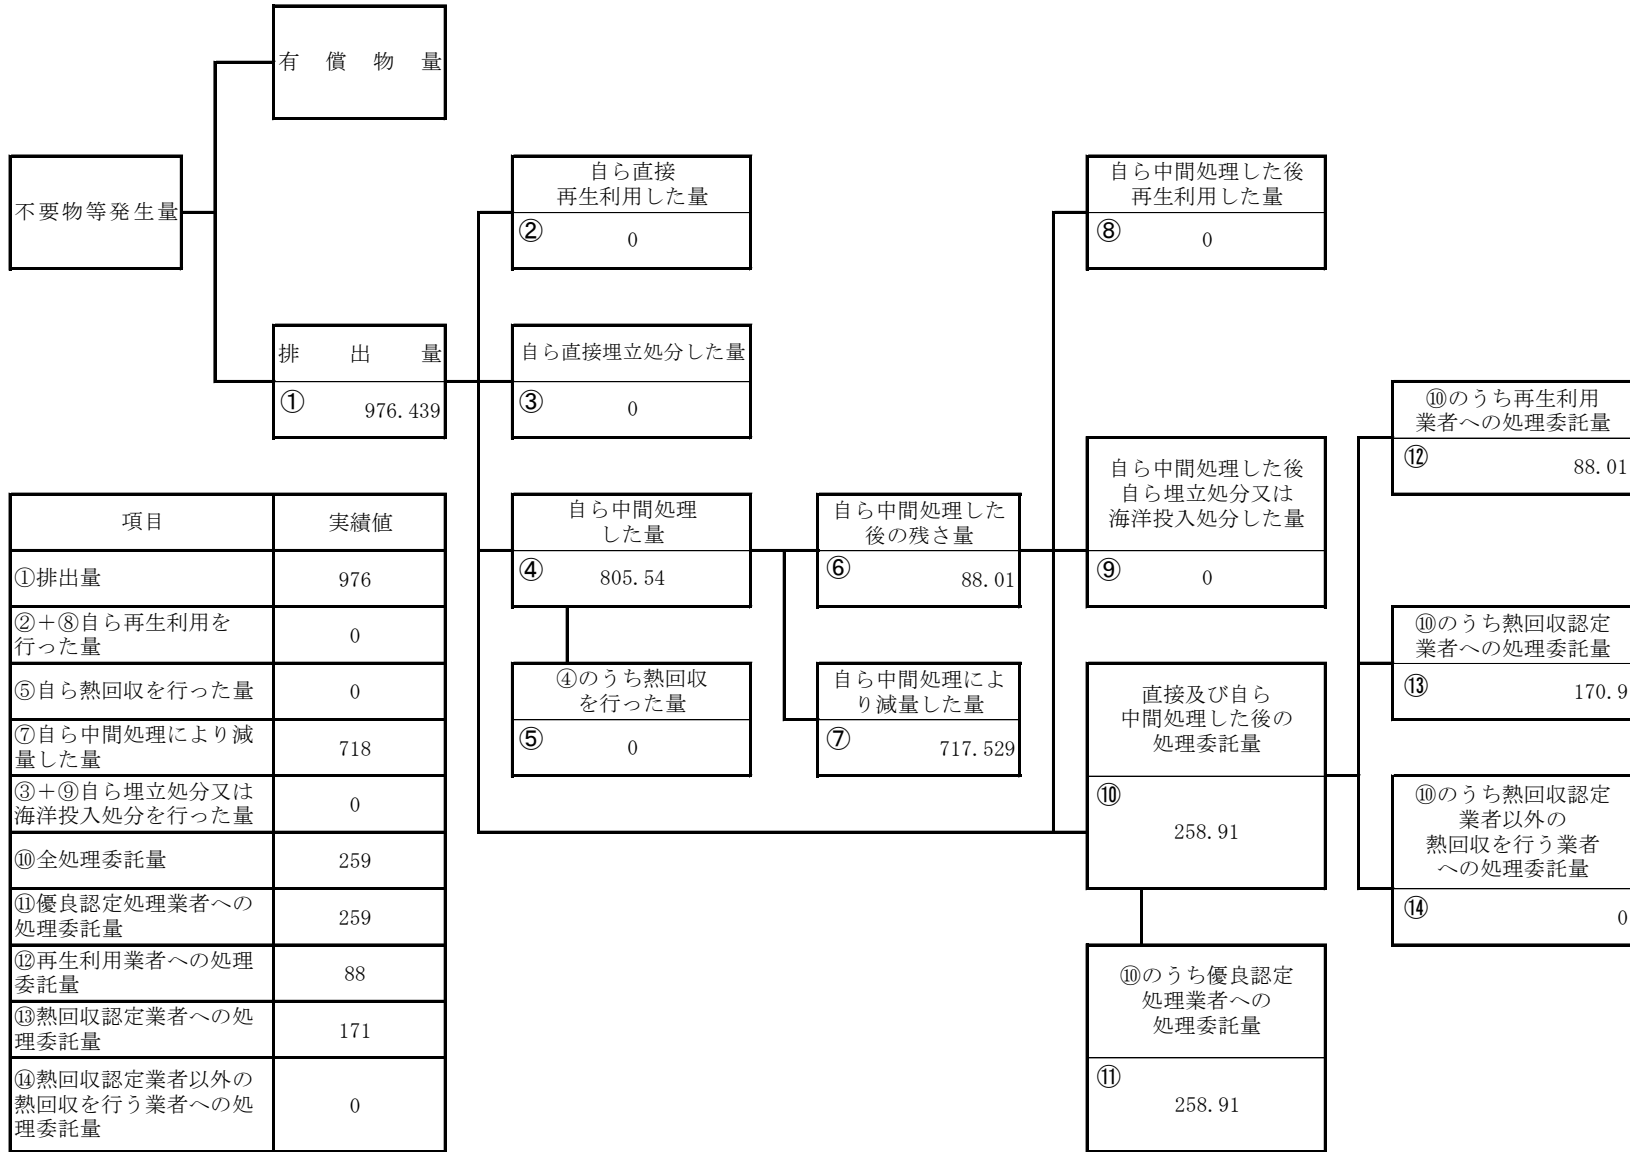 有償物量
不要物等発生量
排出量
① 976.439
自ら直接
再生利用した量
② 0
自ら直接埋立処分した量
③ 0
自ら中間処理
した量
④ 805.54
④のうち熱回収
を行った量
⑤ 0
自ら中間処理した
後の残さ量
⑥ 88.01
自ら中間処理によ
り減量した量
⑦ 717.529
自ら中間処理した後
再生利用した量
⑧ 0
自ら中間処理した後
自ら埋立処分又は
海洋投入処分した量
⑨ 0
直接及び自ら
中間処理した後の
処理委託量
⑩
258.91
⑩のうち優良認定
処理業者への
処理委託量
⑪
258.91
⑩のうち再生利用
業者への処理委託量
⑫ 88.01
⑩のうち熱回収認定
業者への処理委託量
⑬ 170.9
⑩のうち熱回収認定
業者以外の
熱回収を行う業者
への処理委託量
⑭ 0
項目 実績値
①排出量 976
②+⑧自ら再生利用を
行った量 0
⑤自ら熱回収を行った量 0
⑦自ら中間処理により減
量した量 718
③+⑨自ら埋立処分又は
海洋投入処分を行った量 0
⑩全処理委託量 259
⑪優良認定処理業者への
処理委託量 259
⑫再生利用業者への処理
委託量 88
⑬熱回収認定業者への処
理委託量 171
⑭熱回収認定業者以外の
熱回収を行う業者への処
理委託量 0